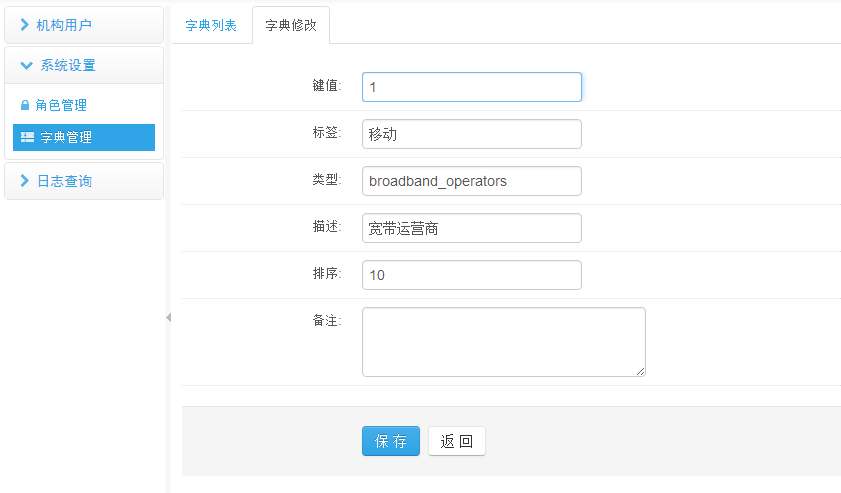 机构用户
系统设置
角色管理
字典管理
日志查询
字典列表 字典修改
键值: 1
标签: 移动
类型: broadband_operators
描述: 宽带运营商
排序: 10
备注:
保 存 返 回